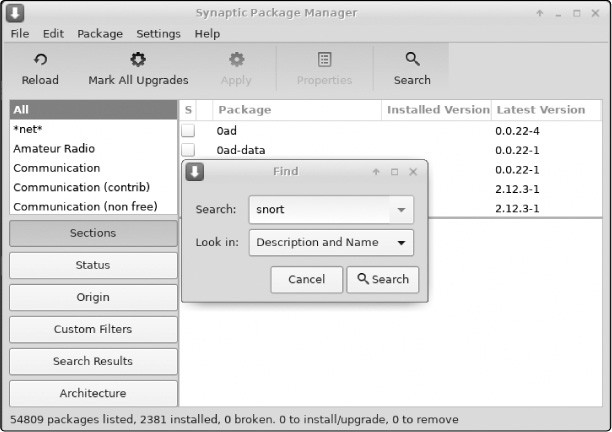 Synaptic Package Manager
File Edit Package Settings Help
Reload Mark All Upgrades Apply Properties Search
All
*net*
Amateur Radio
Communication
Communication (contrib)
Communication (non free)
Sections
Status
Origin
Custom Filters
Search Results
Architecture
S Package Installed Version Latest Version
0ad 0.0.22-4
0ad-data 0.0.22-1
0.0.22-1
2.12.3-1
2.12.3-1
Find
Search: snort
Look in: Description and Name
Cancel Search
54809 packages listed, 2381 installed, 0 broken. 0 to install/upgrade, 0 to remove